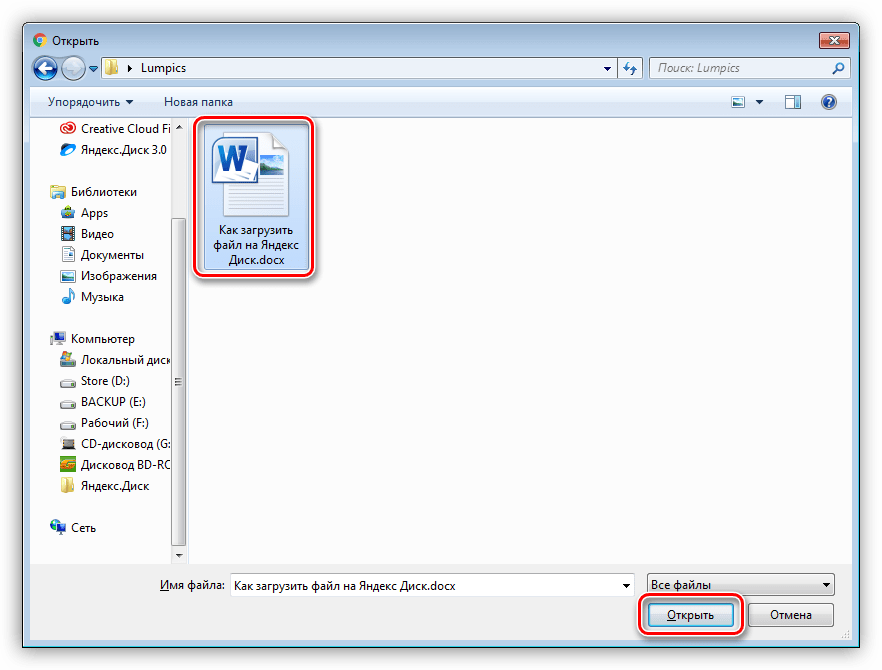 Открыть
Lumpics
Поиск: Lumpics
Упорядочить
Новая папка
Creative Cloud Fi
Яндекс.Диск 3.0
Библиотеки
Apps
Видео
Документы
Изображения
Музыка
Компьютер
Локальный диск
Store (D:)
BACKUP (E:)
Рабочий (F:)
CD-дисковод (G:
Дисковод BD-RO
Яндекс.Диск
Сеть
W
Как загрузить
файл на Яндекс
Диск.docx
Имя файла:
Как загрузить файл на Яндекс Диск.docx
Все файлы
Открыть
Отмена